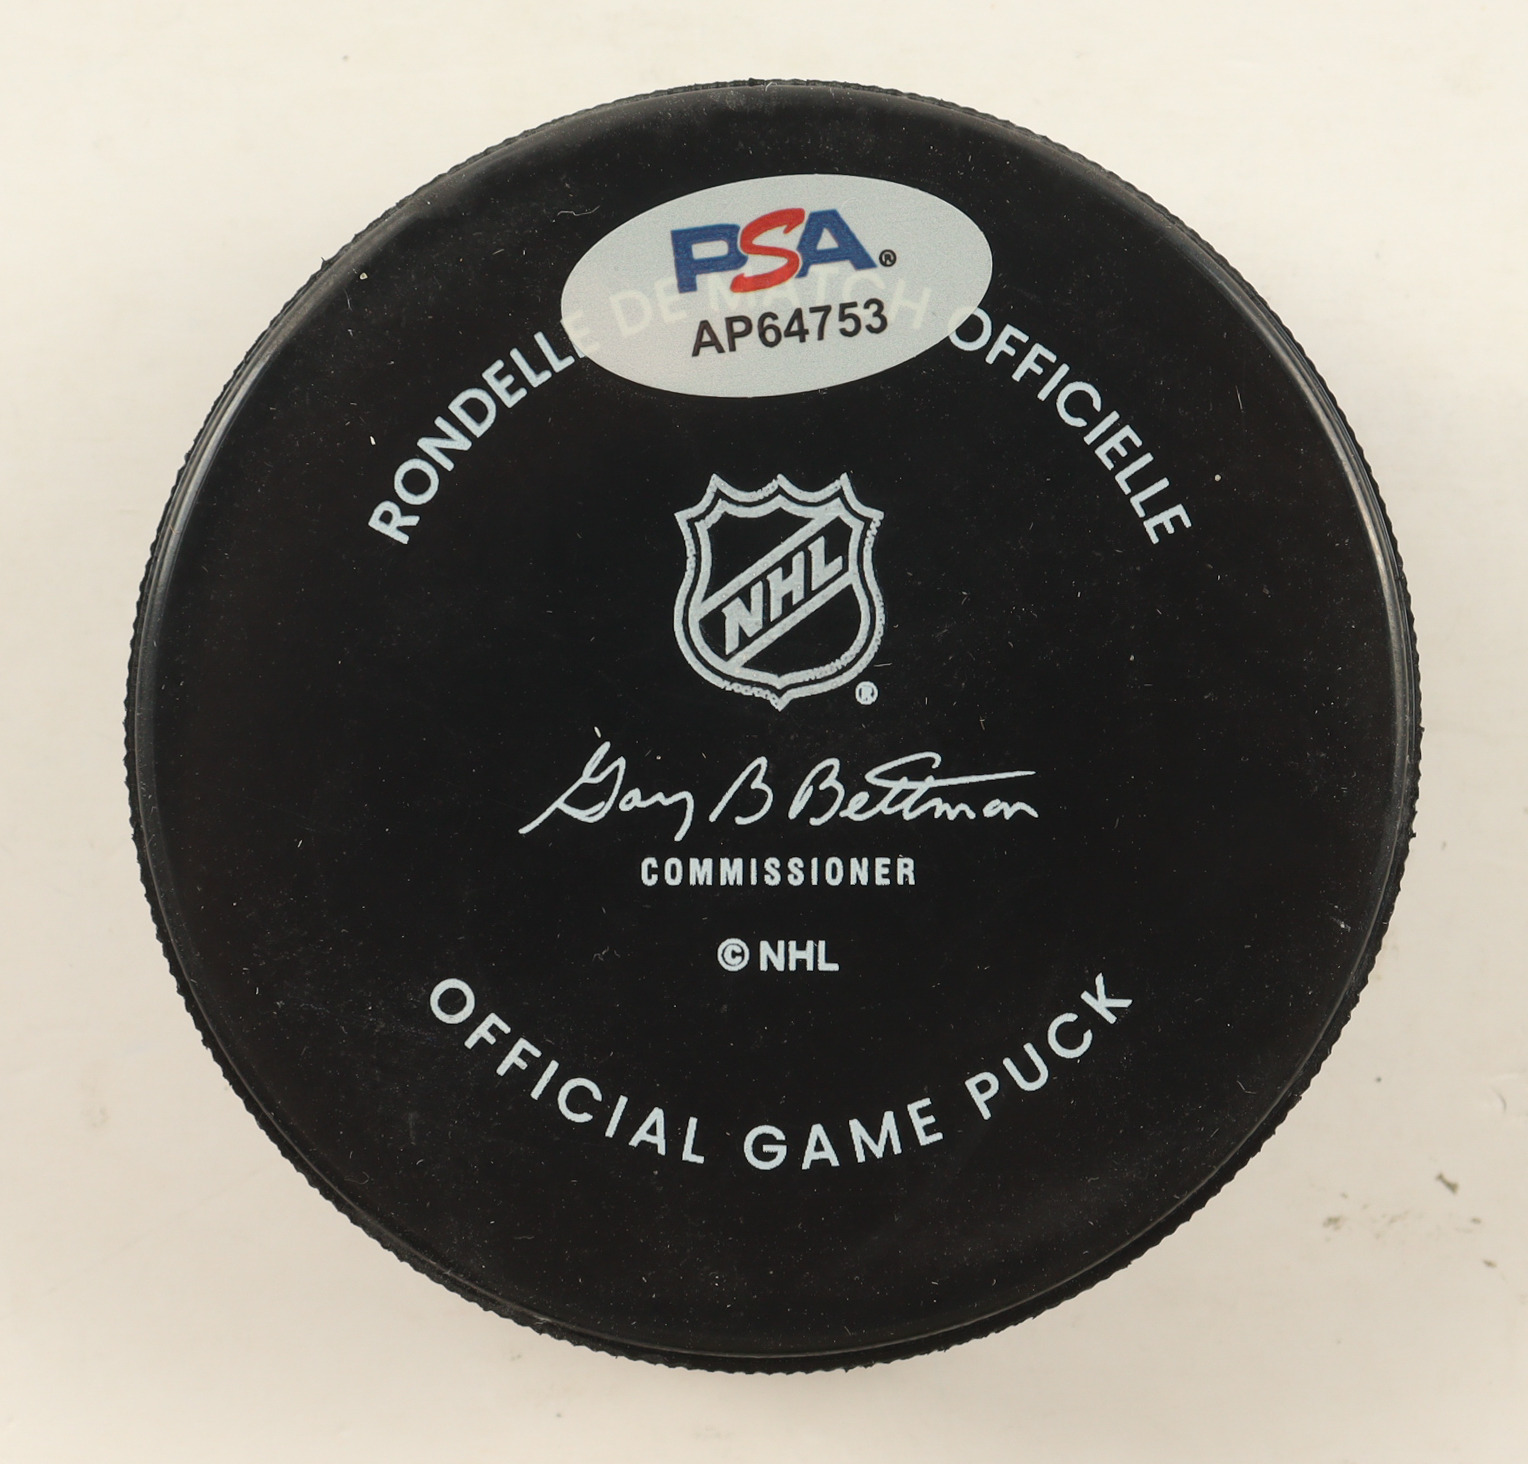 PSA®
AP64753
RONDELLE DE MATCH OFFICIELLE
NHL®
Gary B Bettman
COMMISSIONER
© NHL
OFFICIAL GAME PUCK